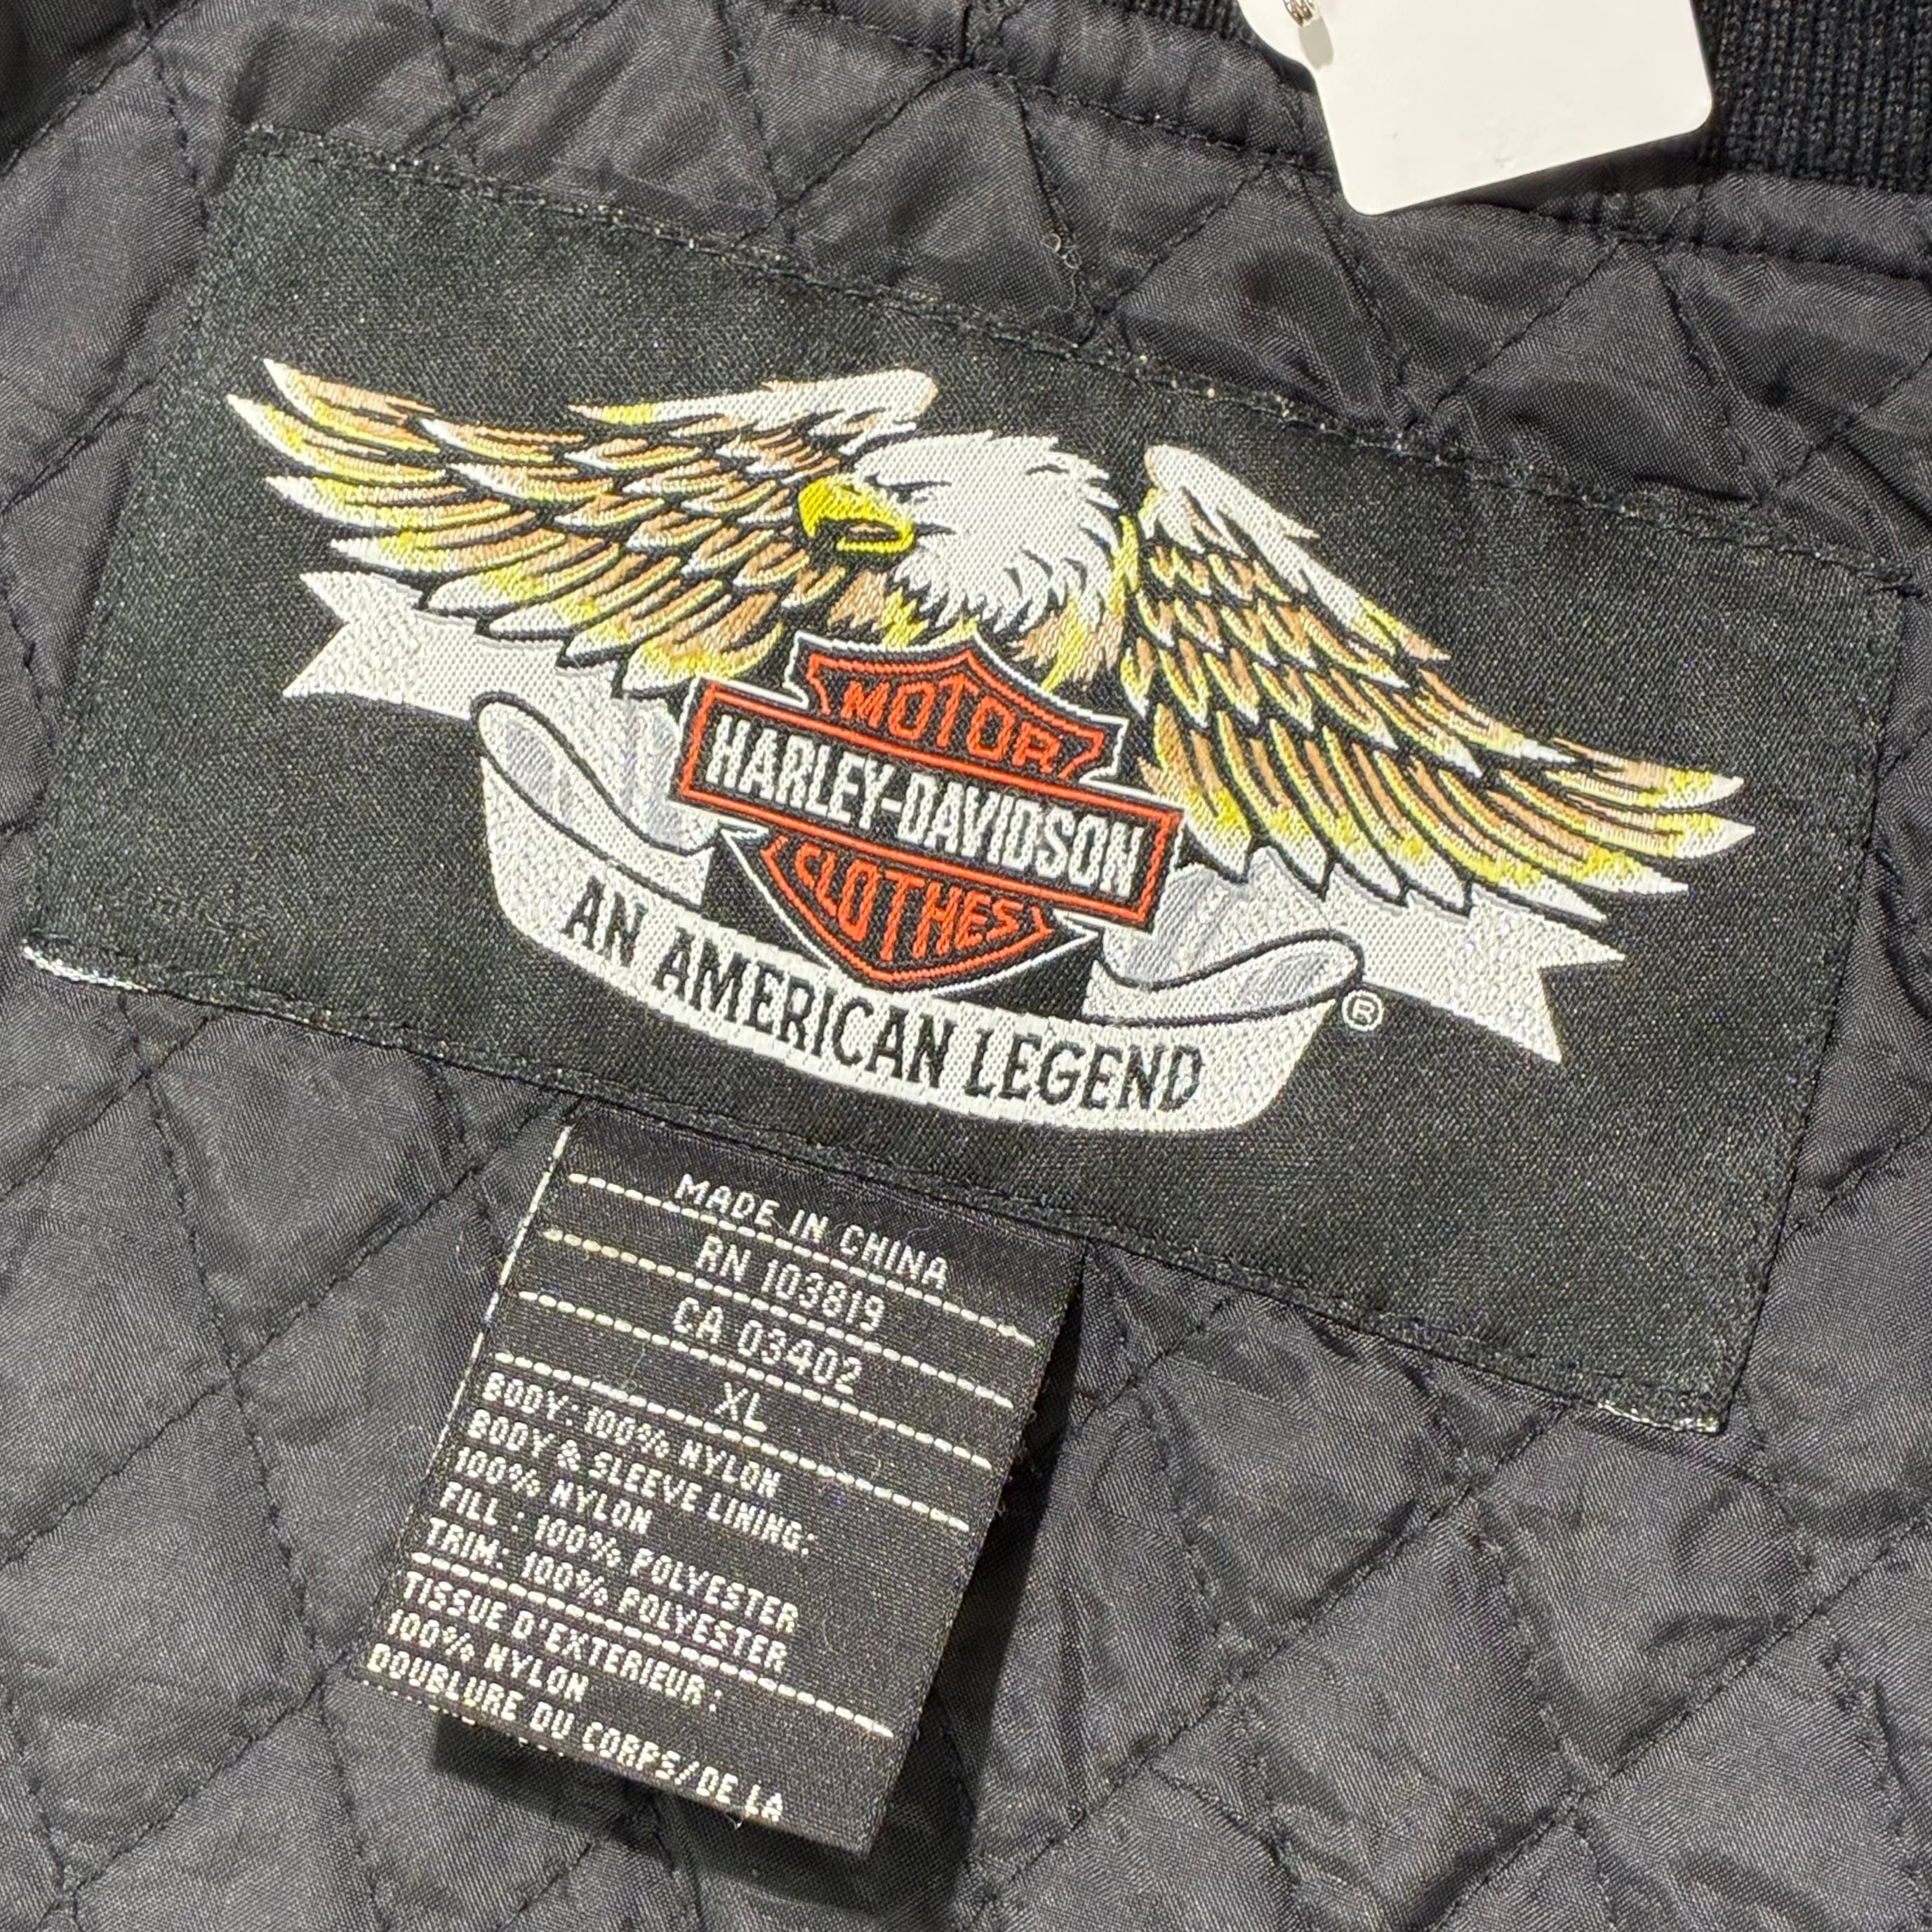 MOTOR
HARLEY-DAVIDSON
CLOTHES
AN AMERICAN LEGEND
®
MADE IN CHINA
RN 103819
CA 03402
XL
BODY: 100% NYLON
BODY & SLEEVE LINING:
100% NYLON
FILL : 100% POLYESTER
TRIM: 100% POLYESTER
TISSUE D'EXTERIEUR:
100% NYLON
DOUBLURE DU CORPS/DE LA